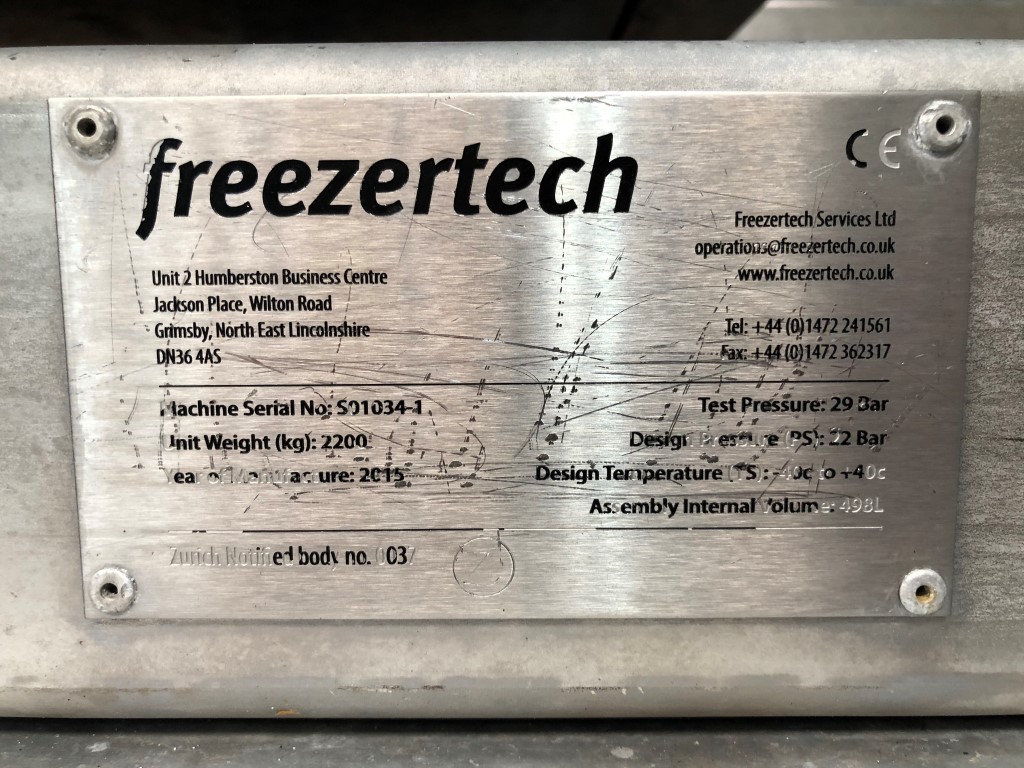 freezertech
CE
Freezertech Services Ltd
operations@freezertech.co.uk
www.freezertech.co.uk
Unit 2 Humberston Business Centre
Jackson Place, Wilton Road
Grimsby, North East Lincolnshire
DN36 4AS
Tel: +44 (0)1472 241561
Fax: +44 (0)1472 362317
Machine Serial No: S01034-1
Unit Weight (kg): 2200
Year of Manufacture: 2015
Test Pressure: 29 Bar
Design Pressure (PS): 22 Bar
Design Temperature (TS): -40c to +40c
Assembly Internal Volume: 498L
Zurich Notified body no. 0037